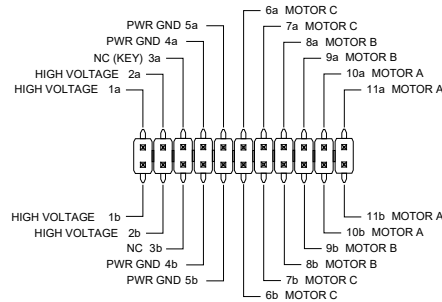 6a MOTOR C
PWR GND 5a
7a MOTOR C
PWR GND 4a
8a MOTOR B
NC (KEY) 3a
9a MOTOR B
HIGH VOLTAGE 2a
10a MOTOR A
HIGH VOLTAGE 1a
11a MOTOR A
HIGH VOLTAGE 1b
11b MOTOR A
HIGH VOLTAGE 2b
10b MOTOR A
NC 3b
9b MOTOR B
PWR GND 4b
8b MOTOR B
PWR GND 5b
7b MOTOR C
6b MOTOR C